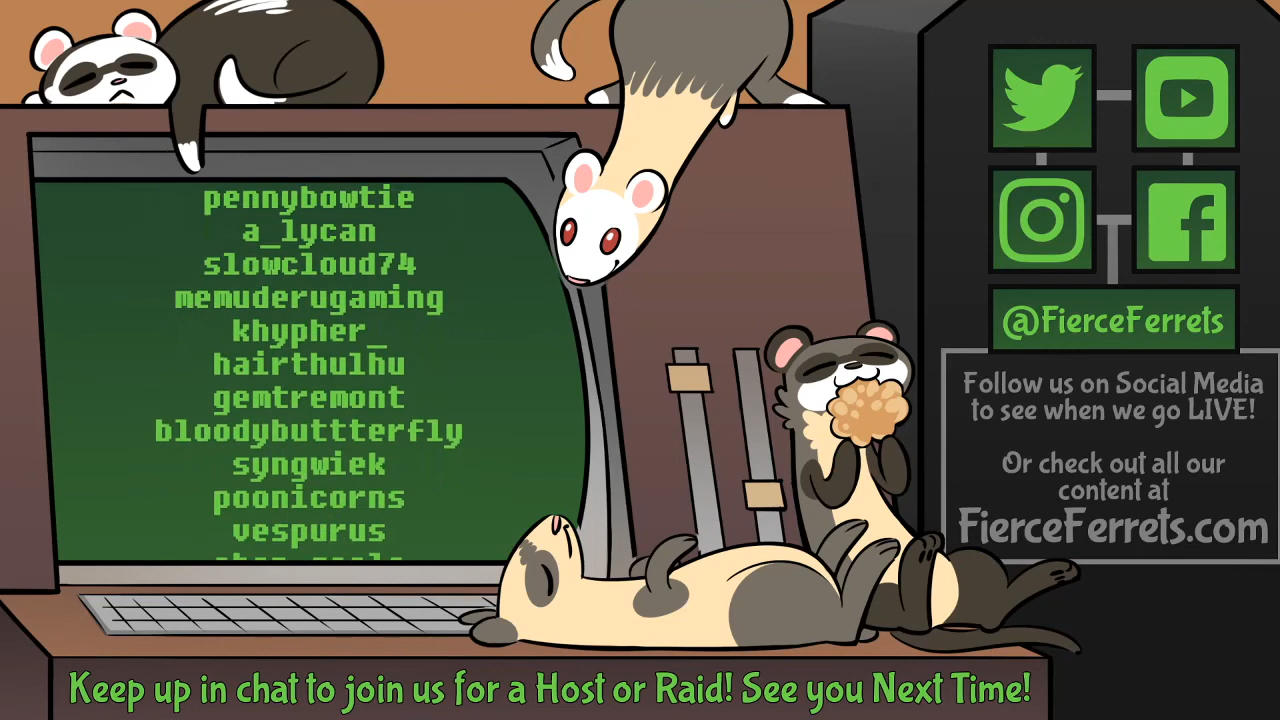 pennybowtie
a_lycan
slowcloud74
memuderugaming
khypher_
hairthulhu
gemtremont
bloodybuttterfly
syngwiek
poonicorns
vespurus
@FierceFerrets
Follow us on Social Media
to see when we go LIVE!
Or check out all our
content at
FierceFerrets.com
Keep up in chat to join us for a Host or Raid! See you Next Time!